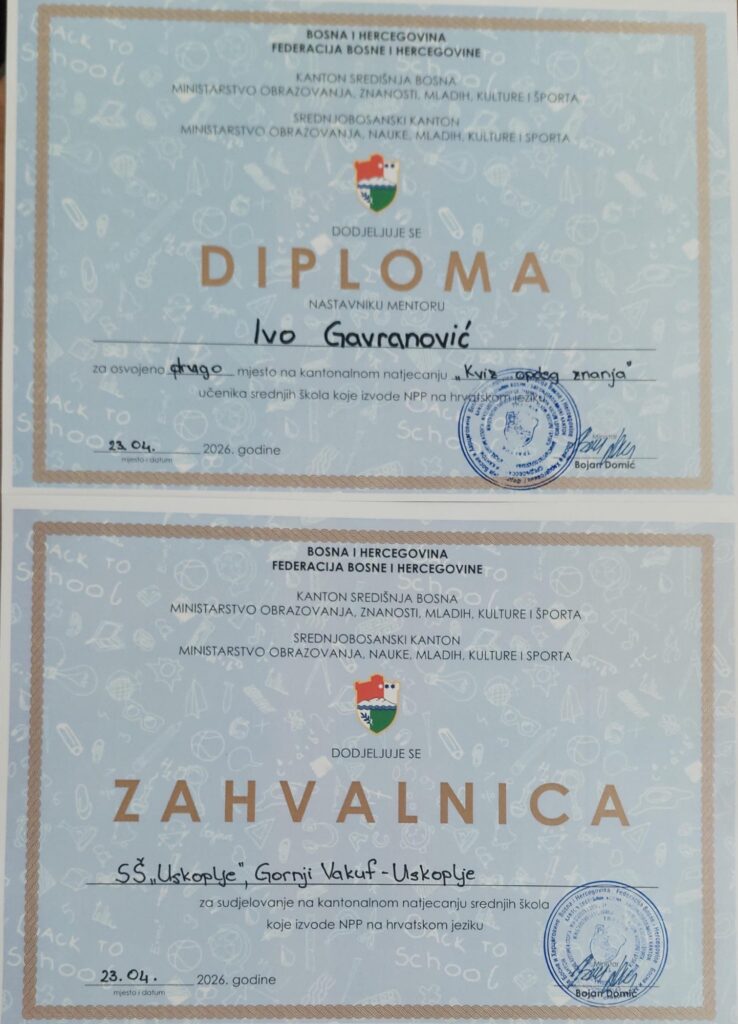 BOSNA I HERCEGOVINA
FEDERACIJA BOSNE I HERCEGOVINE
KANTON SREDIŠNJA BOSNA
MINISTARSTVO OBRAZOVANJA, ZNANOSTI, MLADIH, KULTURE I ŠPORTA
SREDNJOBOSANSKI KANTON
MINISTARSTVO OBRAZOVANJA, NAUKE, MLADIH, KULTURE I SPORTA
DODJELJUJE SE
DIPLOMA
NASTAVNIKU MENTORU
Ivo Gavranović
za osvojeno drugo mjesto na kantonalnom natjecanju „Kviz općeg znanja"
učenika srednjih škola koje izvode NPP na hrvatskom jeziku
23.04. 2026. godine
mjesto i datum
Bojan Domić
BOSNA I HERCEGOVINA
FEDERACIJA BOSNE I HERCEGOVINE
KANTON SREDIŠNJA BOSNA
MINISTARSTVO OBRAZOVANJA, ZNANOSTI, MLADIH, KULTURE I ŠPORTA
SREDNJOBOSANSKI KANTON
MINISTARSTVO OBRAZOVANJA, NAUKE, MLADIH, KULTURE I SPORTA
DODJELJUJE SE
ZAHVALNICA
SŠ „Uskoplje", Gornji Vakuf-Uskoplje
za sudjelovanje na kantonalnom natjecanju srednjih škola
koje izvode NPP na hrvatskom jeziku
23.04. 2026. godine
mjesto i datum
Bojan Domić